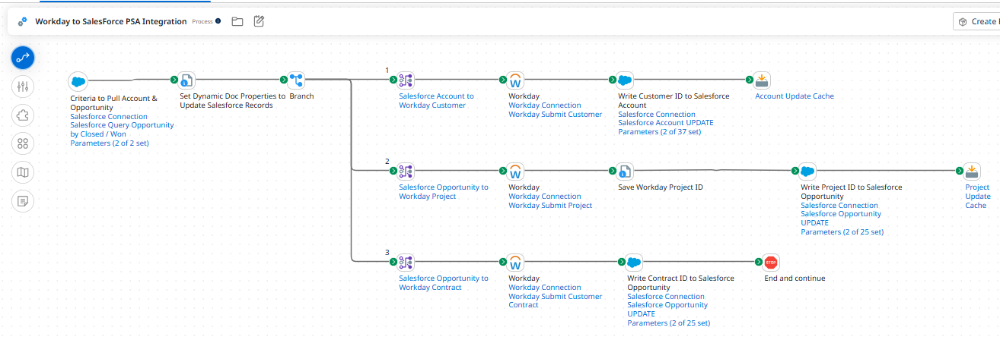 Workday to SalesForce PSA Integration Process
Create
1
Criteria to Pull Account &
Opportunity
Salesforce Connection
Salesforce Query Opportunity
by Closed / Won
Parameters (2 of 2 set)
Set Dynamic Doc Properties to
Update Salesforce Records
Branch
Salesforce Account to
Workday Customer
Workday
Workday Connection
Workday Submit Customer
Write Customer ID to Salesforce
Account
Salesforce Connection
Salesforce Account UPDATE
Parameters (2 of 37 set)
Account Update Cache
2
Salesforce Opportunity to
Workday Project
Workday
Workday Connection
Workday Submit Project
Save Workday Project ID
Write Project ID to Salesforce
Opportunity
Salesforce Connection
Salesforce Opportunity
UPDATE
Parameters (2 of 25 set)
Project
Update
Cache
3
Salesforce Opportunity to
Workday Contract
Workday
Workday Connection
Workday Submit Customer
Contract
Write Contract ID to Salesforce
Opportunity
Salesforce Connection
Salesforce Opportunity
UPDATE
Parameters (2 of 25 set)
STOP
End and continue